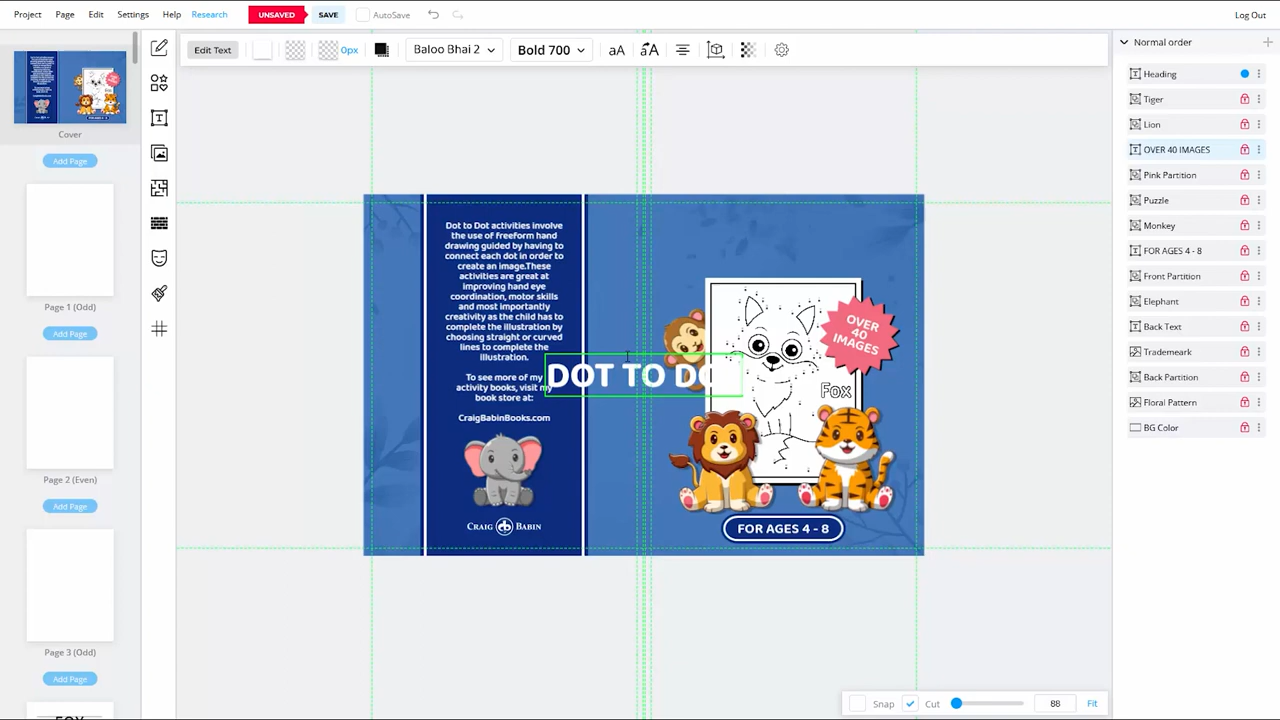 Project Page Edit Settings Help Research UNSAVED SAVE AutoSave Log Out
Edit Text 0px Baloo Bhai 2 Bold 700 aA
Cover
Add Page
Page 1 (Odd)
Add Page
Page 2 (Even)
Add Page
Page 3 (Odd)
Add Page
FOX
Dot to Dot activities involve
the use of freeform hand
drawing guided by having to
connect each dot in order to
create an image.These
activities are great at
improving hand eye
coordination, motor skills
and most importantly
creativity as the child has to
complete the illustration by
choosing straight or curved
lines to complete the
illustration.
To see more of my
activity books, visit my
book store at:
CraigBabinBooks.com
CRAIG BABIN
DOT TO DO
OVER
40
IMAGES
Fox
FOR AGES 4 - 8
Normal order
Heading
Tiger
Lion
OVER 40 IMAGES
Pink Partition
Puzzle
Monkey
FOR AGES 4 - 8
Front Partition
Elephant
Back Text
Trademeark
Activity Book
Floral Pattern
BG Color
Snap Cut 88 Fit